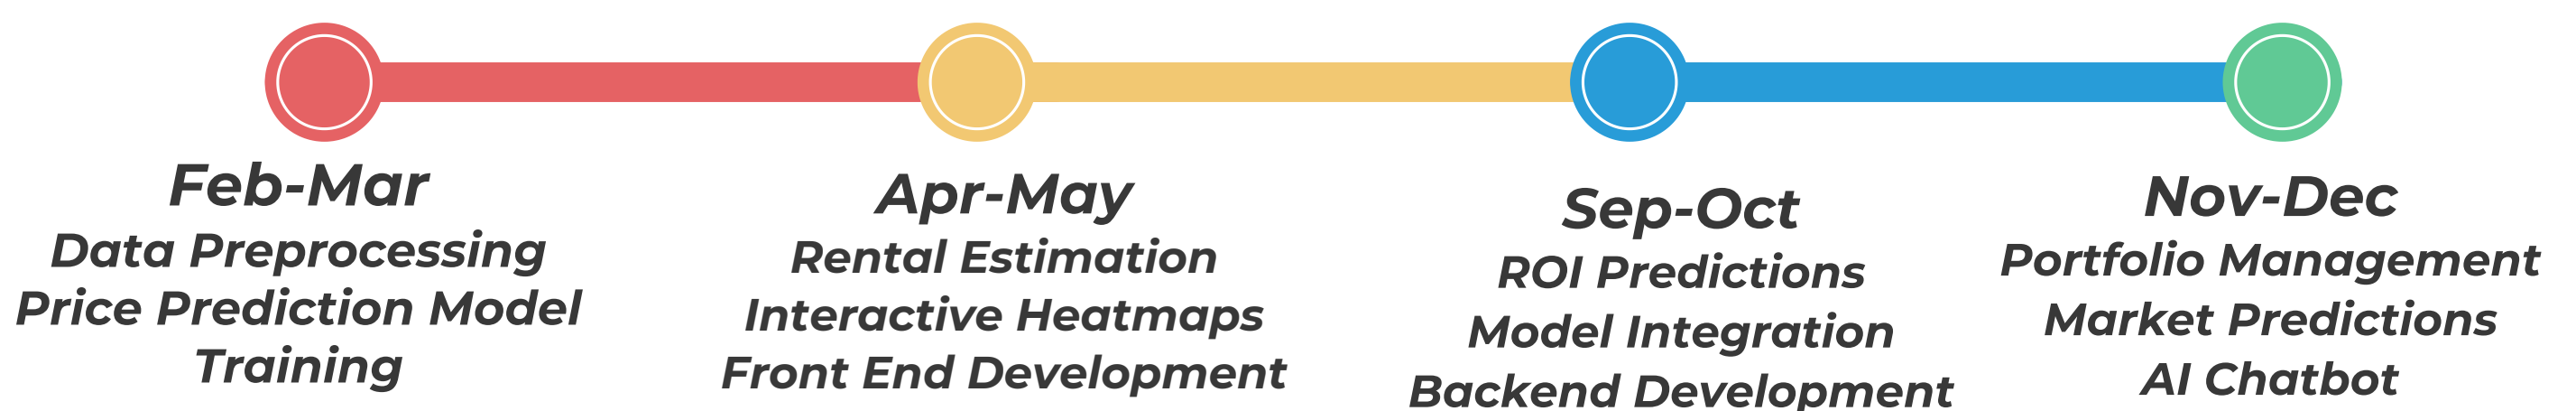 Feb-Mar
Data Preprocessing
Price Prediction Model
Training
Apr-May
Rental Estimation
Interactive Heatmaps
Front End Development
Sep-Oct
ROI Predictions
Model Integration
Backend Development
Nov-Dec
Portfolio Management
Market Predictions
AI Chatbot